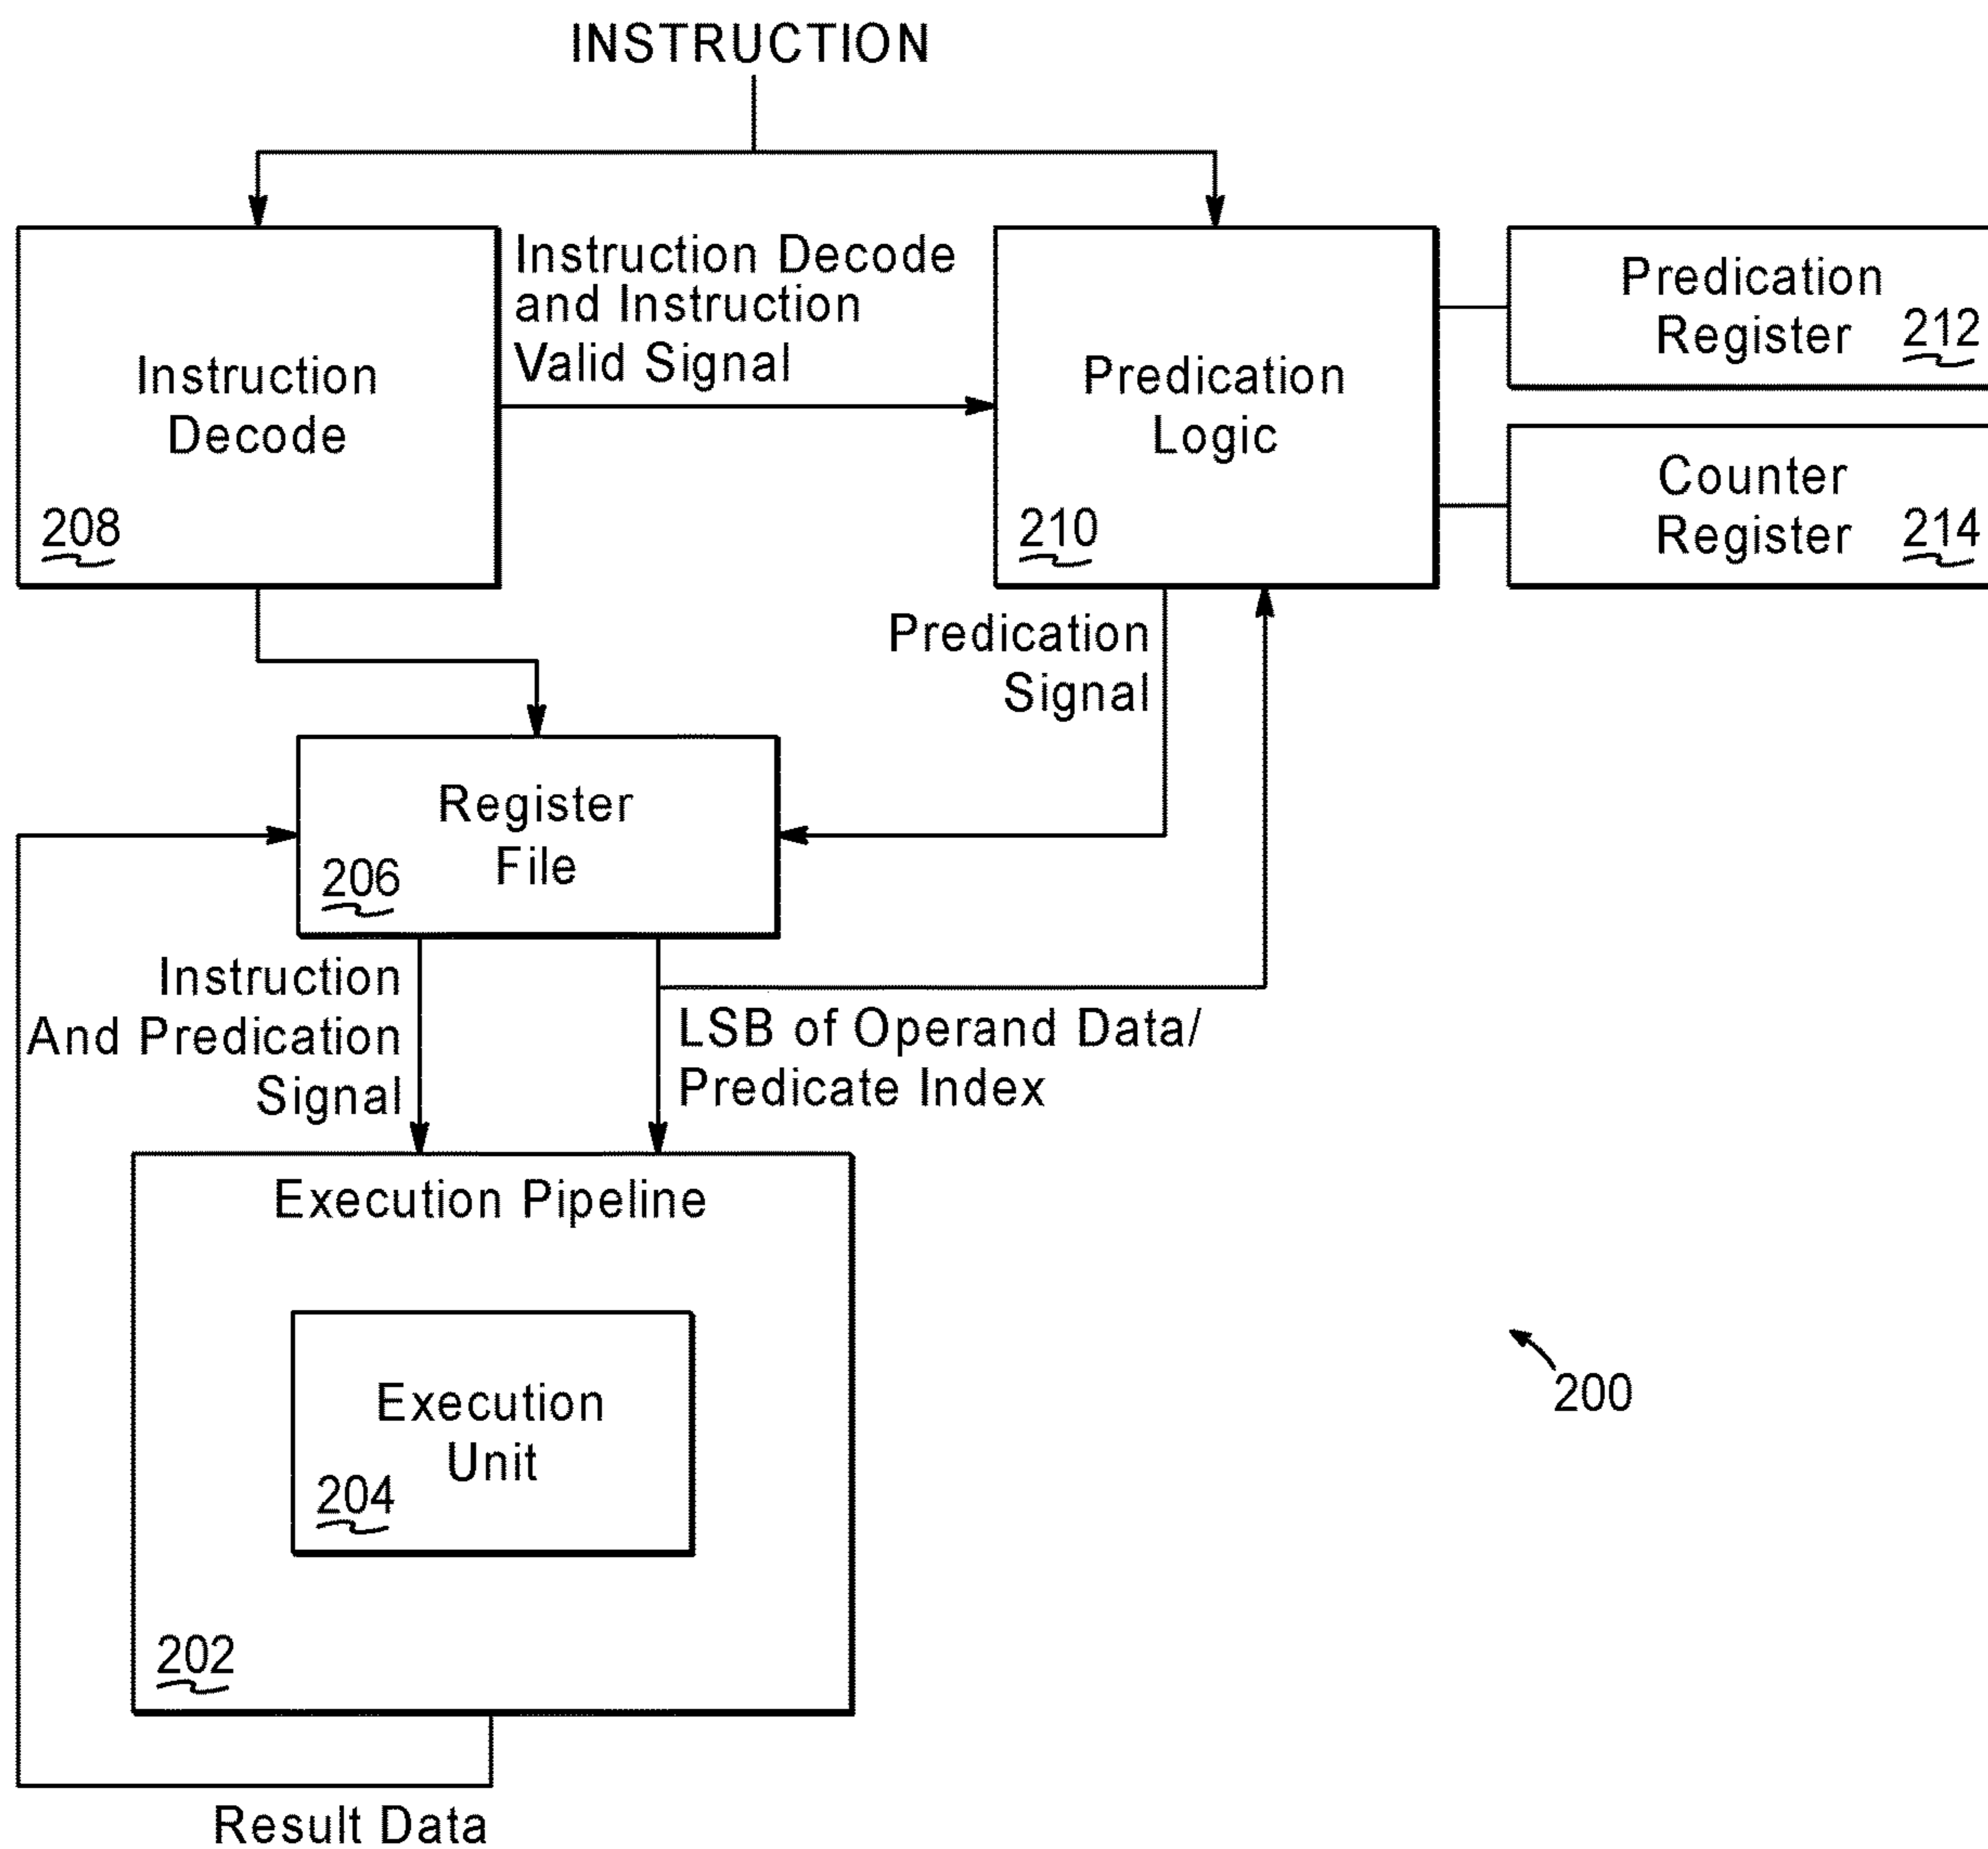 INSTRUCTION
Instruction
Decode
208
Instruction Decode
and Instruction
Valid Signal
Predication
Logic
210
Predication
Register 212
Counter
Register 214
Predication
Signal
Register
File
206
Instruction
And Predication
Signal
LSB of Operand Data/
Predicate Index
Execution Pipeline
Execution
Unit
204
202
200
Result Data